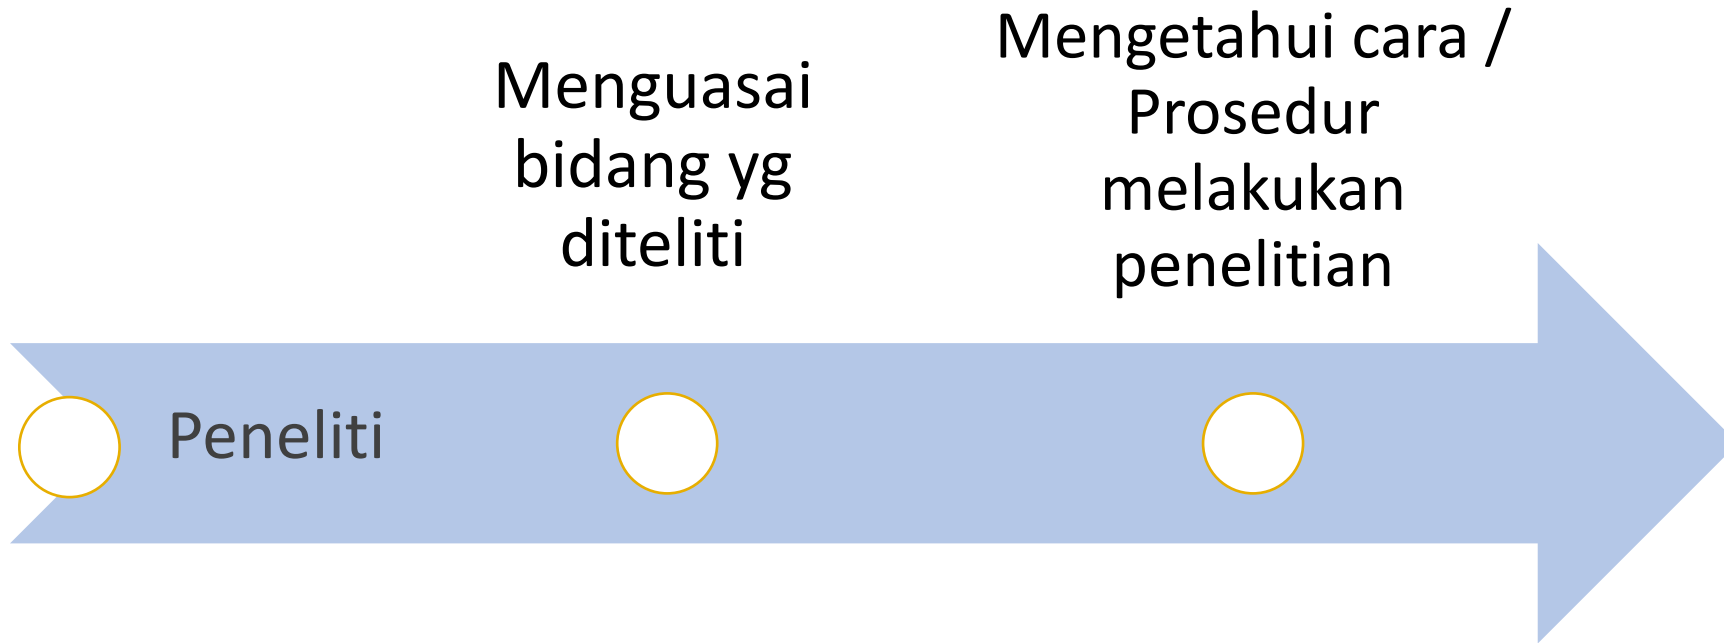 Peneliti
Menguasai
bidang yg
diteliti
Mengetahui cara /
Prosedur
melakukan
penelitian